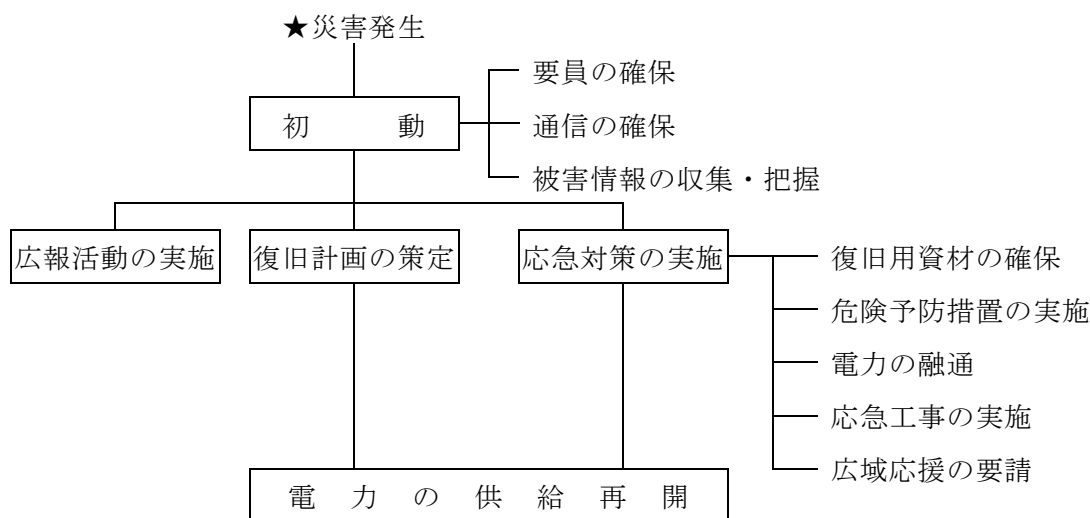 ★災害発生
要員の確保
初動
通信の確保
被害情報の収集・把握
広報活動の実施
復旧計画の策定
応急対策の実施
復旧用資材の確保
危険予防措置の実施
電力の融通
応急工事の実施
広域応援の要請
電力の供給再開